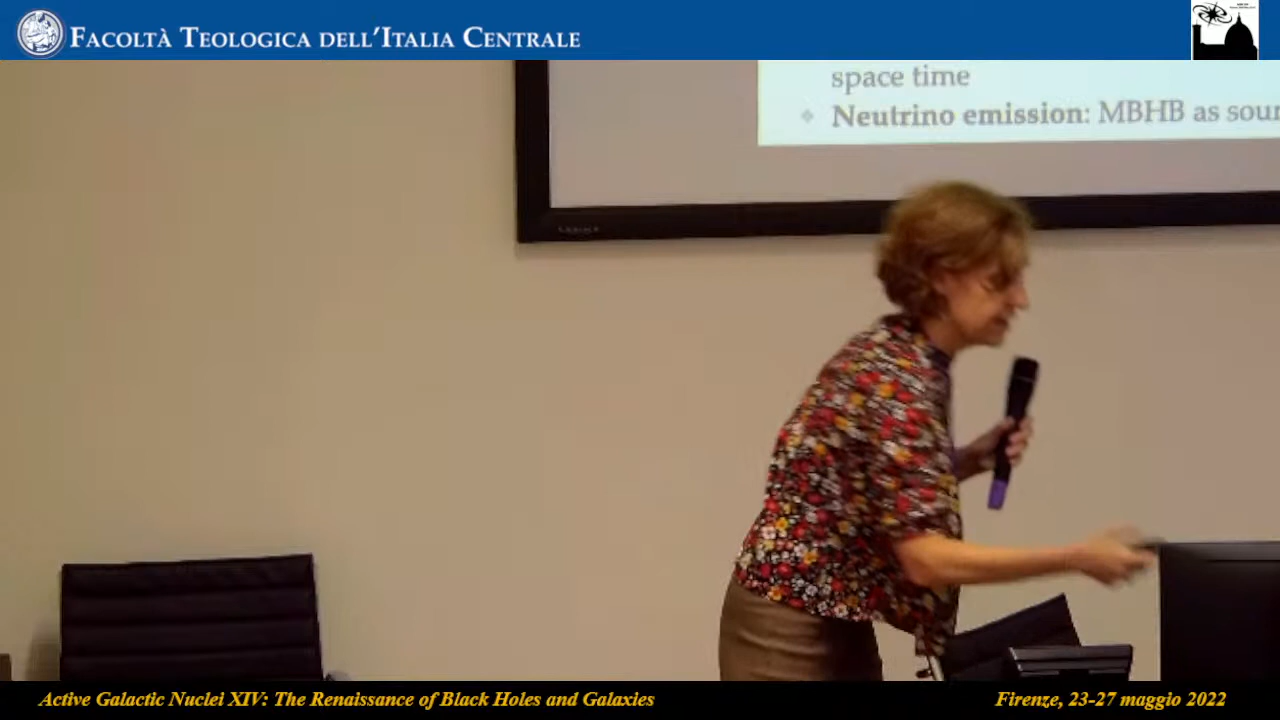 FACOLTÀ TEOLOGICA DELL'ITALIA CENTRALE
space time
Neutrino emission: MBHB as sour
Active Galactic Nuclei XIV: The Renaissance of Black Holes and Galaxies
Firenze, 23-27 maggio 2022